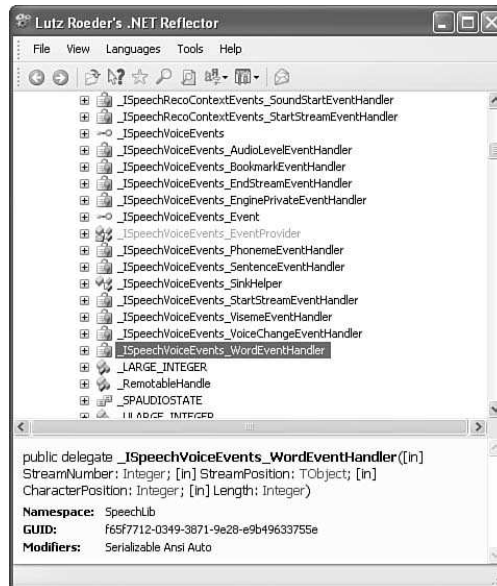 Lutz Roeder's .NET Reflector
File View Languages Tools Help
_ISpeechRecoContextEvents_SoundStartEventHandler
_ISpeechRecoContextEvents_StartStreamEventHandler
_ISpeechVoiceEvents
_ISpeechVoiceEvents_AudioLevelEventHandler
_ISpeechVoiceEvents_BookmarkEventHandler
_ISpeechVoiceEvents_EndStreamEventHandler
_ISpeechVoiceEvents_EnginePrivateEventHandler
_ISpeechVoiceEvents_Event
_ISpeechVoiceEvents_EventProvider
_ISpeechVoiceEvents_PhonemeEventHandler
_ISpeechVoiceEvents_SentenceEventHandler
_ISpeechVoiceEvents_SinkHelper
_ISpeechVoiceEvents_StartStreamEventHandler
_ISpeechVoiceEvents_VisemeEventHandler
_ISpeechVoiceEvents_VoiceChangeEventHandler
_ISpeechVoiceEvents_WordEventHandler
_LARGE_INTEGER
_RemotableHandle
_SPAUDIOSTATE
_ULARGE_INTEGER
public delegate _ISpeechVoiceEvents_WordEventHandler([in]
StreamNumber: Integer; [in] StreamPosition: TObject; [in]
CharacterPosition: Integer; [in] Length: Integer)
Namespace: SpeechLib
GUID: f65f7712-0349-3871-9e28-e9b49633755e
Modifiers: Serializable Ansi Auto